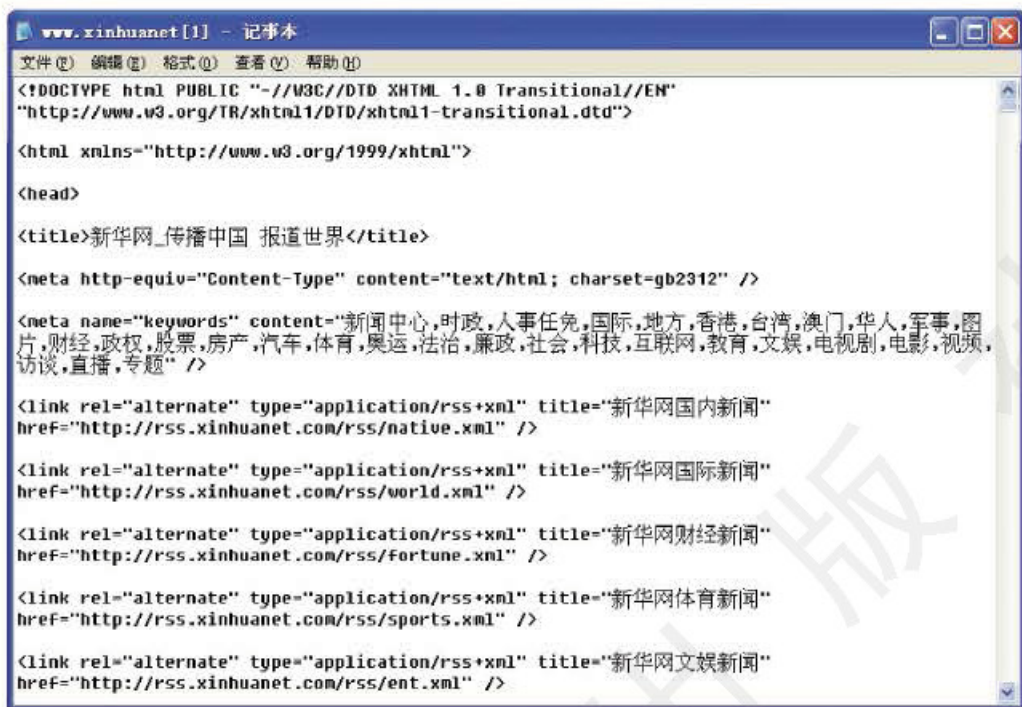 www.xinhuanet[1] - 记事本
文件(F) 编辑(E) 格式(O) 查看(V) 帮助(H)
<!DOCTYPE html PUBLIC "-//W3C//DTD XHTML 1.0 Transitional//EN"
"http://www.w3.org/TR/xhtml1/DTD/xhtml1-transitional.dtd">
<html xmlns="http://www.w3.org/1999/xhtml">
<head>
<title>新华网_传播中国 报道世界</title>
<meta http-equiv="Content-Type" content="text/html; charset=gb2312" />
<meta name="keywords" content="新闻中心,时政,人事任免,国际,地方,香港,台湾,澳门,华人,军事,图
片,财经,政权,股票,房产,汽车,体育,奥运,法治,廉政,社会,科技,互联网,教育,文娱,电视剧,电影,视频,
访谈,直播,专题" />
<link rel="alternate" type="application/rss+xml" title="新华网国内新闻"
href="http://rss.xinhuanet.com/rss/native.xml" />
<link rel="alternate" type="application/rss+xml" title="新华网国际新闻"
href="http://rss.xinhuanet.com/rss/world.xml" />
<link rel="alternate" type="application/rss+xml" title="新华网财经新闻"
href="http://rss.xinhuanet.com/rss/fortune.xml" />
<link rel="alternate" type="application/rss+xml" title="新华网体育新闻"
href="http://rss.xinhuanet.com/rss/sports.xml" />
<link rel="alternate" type="application/rss+xml" title="新华网文娱新闻"
href="http://rss.xinhuanet.com/rss/ent.xml" />
版